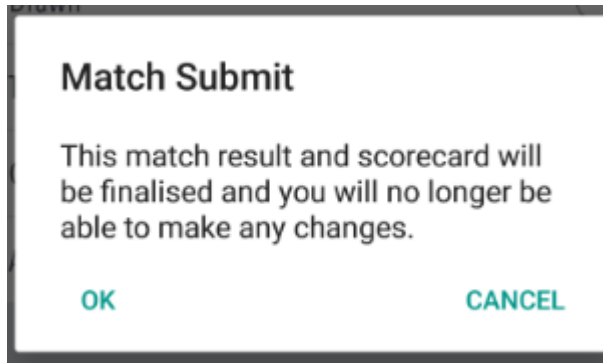 Match Submit
This match result and scorecard will
be finalised and you will no longer be
able to make any changes.
OK CANCEL